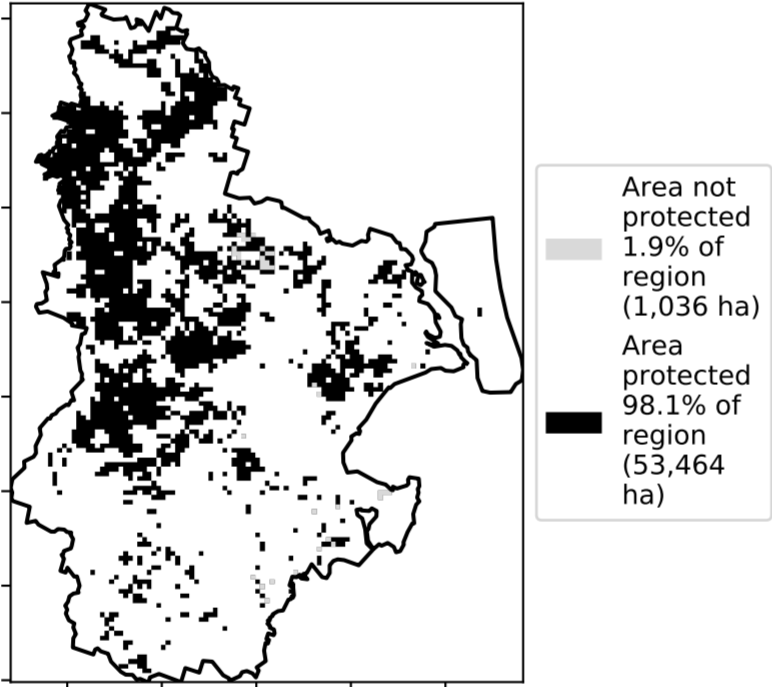 Area not
protected
1.9% of
region
(1,036 ha)
Area
protected
98.1% of
region
(53,464
ha)